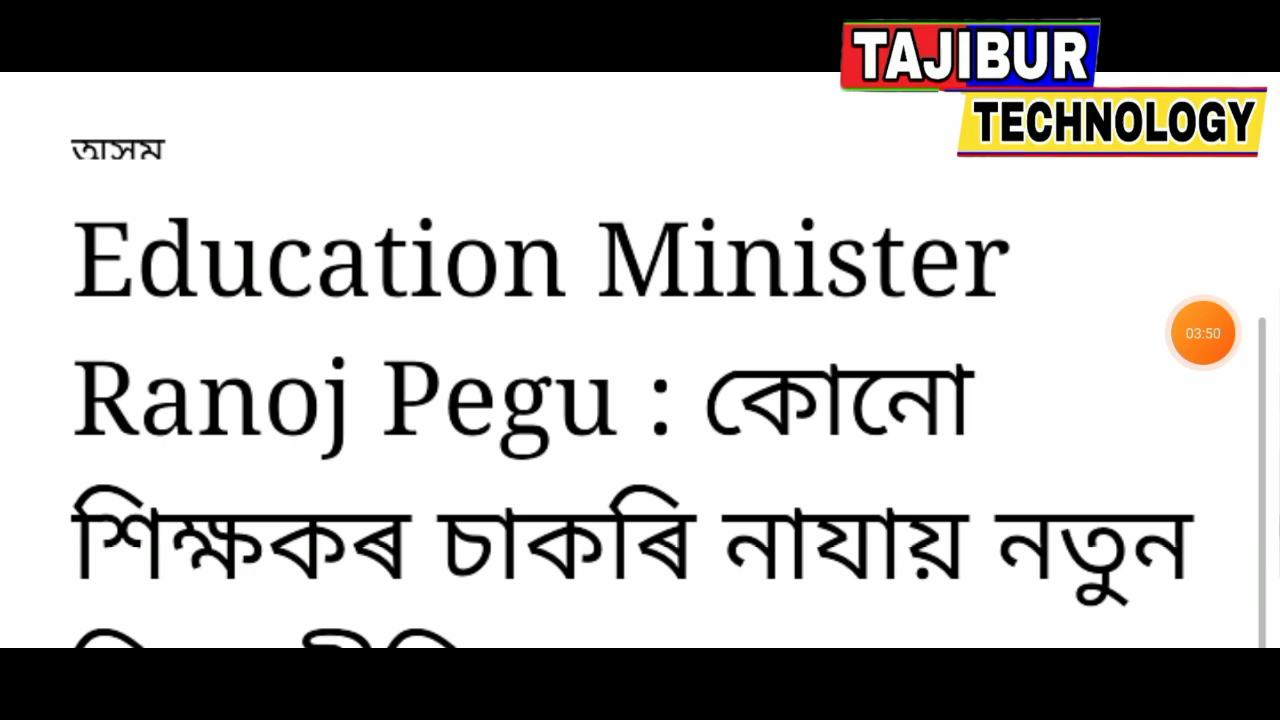 TAJIBUR
TECHNOLOGY
অসম
Education Minister
Ranoj Pegu : কোনো
03:50
শিক্ষকৰ চাকৰি নাযায় নতুন